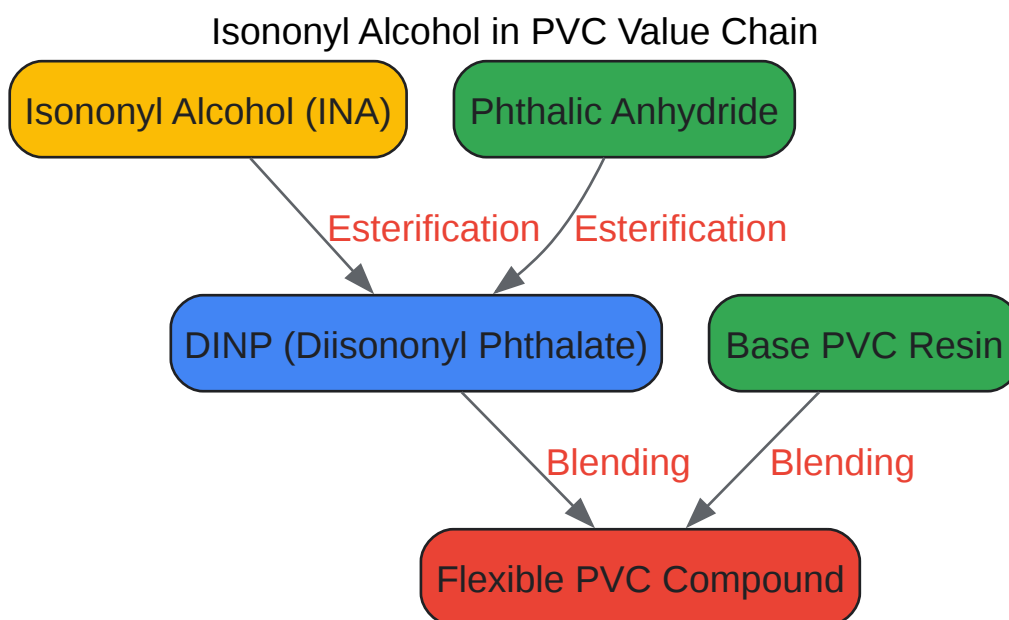 Isononyl Alcohol in PVC Value Chain
Isononyl Alcohol (INA)
Phthalic Anhydride
Esterification
Esterification
DINP (Diisononyl Phthalate)
Base PVC Resin
Blending
Blending
Flexible PVC Compound